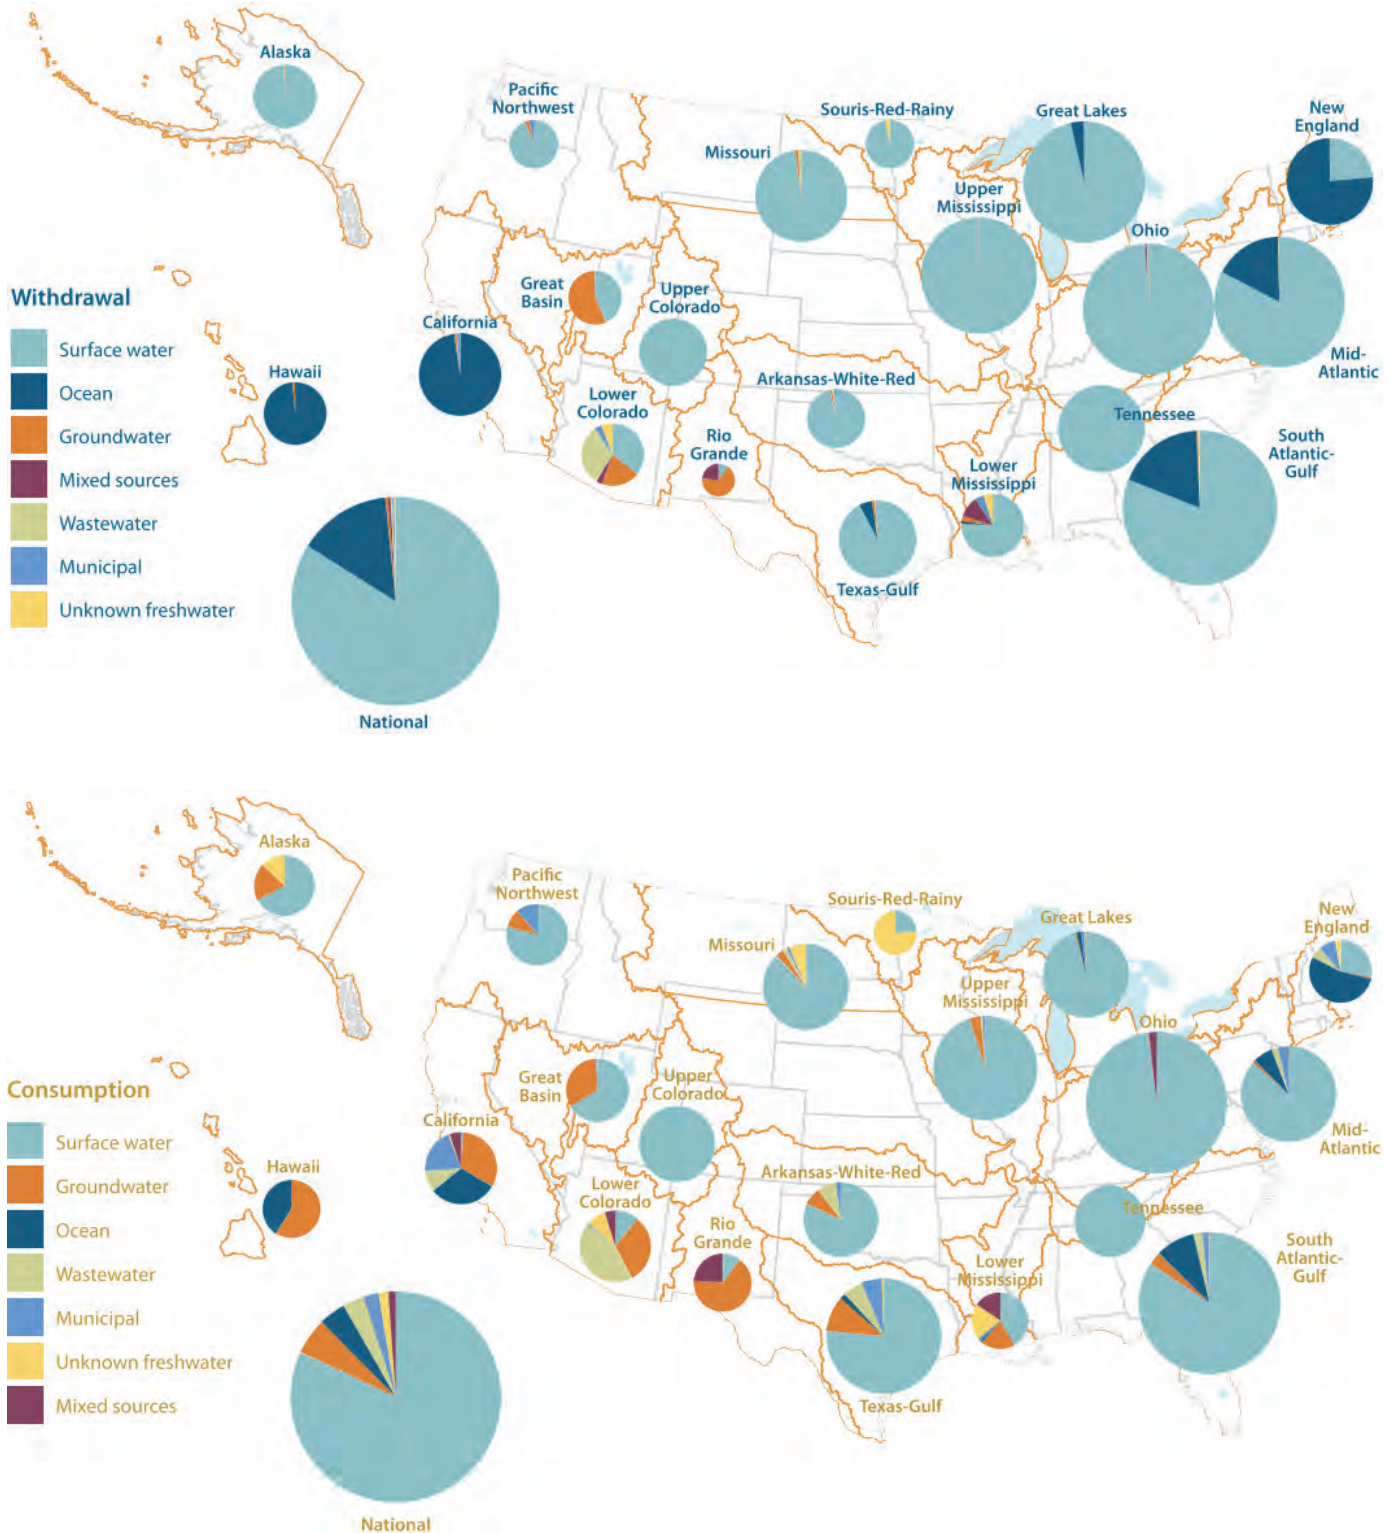 Alaska
Pacific
Northwest
Souris-Red-Rainy
Great Lakes
New
England
Missouri
Upper
Mississippi
Ohio
Great
Basin
Upper
Colorado
Withdrawal
California
Mid-
Atlantic
Surface water
Hawaii
Arkansas-White-Red
Ocean
Lower
Colorado
Tennessee
Groundwater
Rio
Grande
South
Atlantic-
Gulf
Mixed sources
Lower
Mississippi
Wastewater
Municipal
Texas-Gulf
Unknown freshwater
National
Alaska
Pacific
Northwest
Souris-Red-Rainy
Great Lakes
New
England
Missouri
Upper
Mississippi
Ohio
Great
Basin
Upper
Colorado
Consumption
California
Mid-
Atlantic
Surface water
Hawaii
Arkansas-White-Red
Groundwater
Lower
Colorado
Tennessee
Ocean
Rio
Grande
South
Atlantic-
Gulf
Wastewater
Lower
Mississippi
Municipal
Unknown freshwater
Mixed sources
Texas-Gulf
National